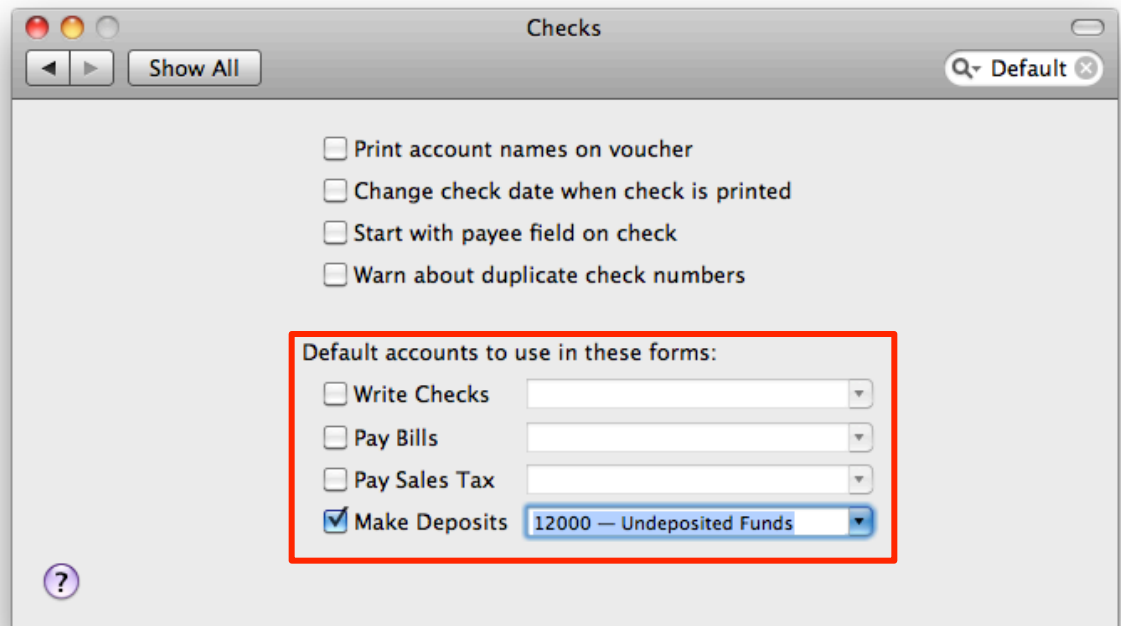 Checks
Show All
Default
Print account names on voucher
Change check date when check is printed
Start with payee field on check
Warn about duplicate check numbers
Default accounts to use in these forms:
Write Checks
Pay Bills
Pay Sales Tax
Make Deposits 12000 — Undeposited Funds
?